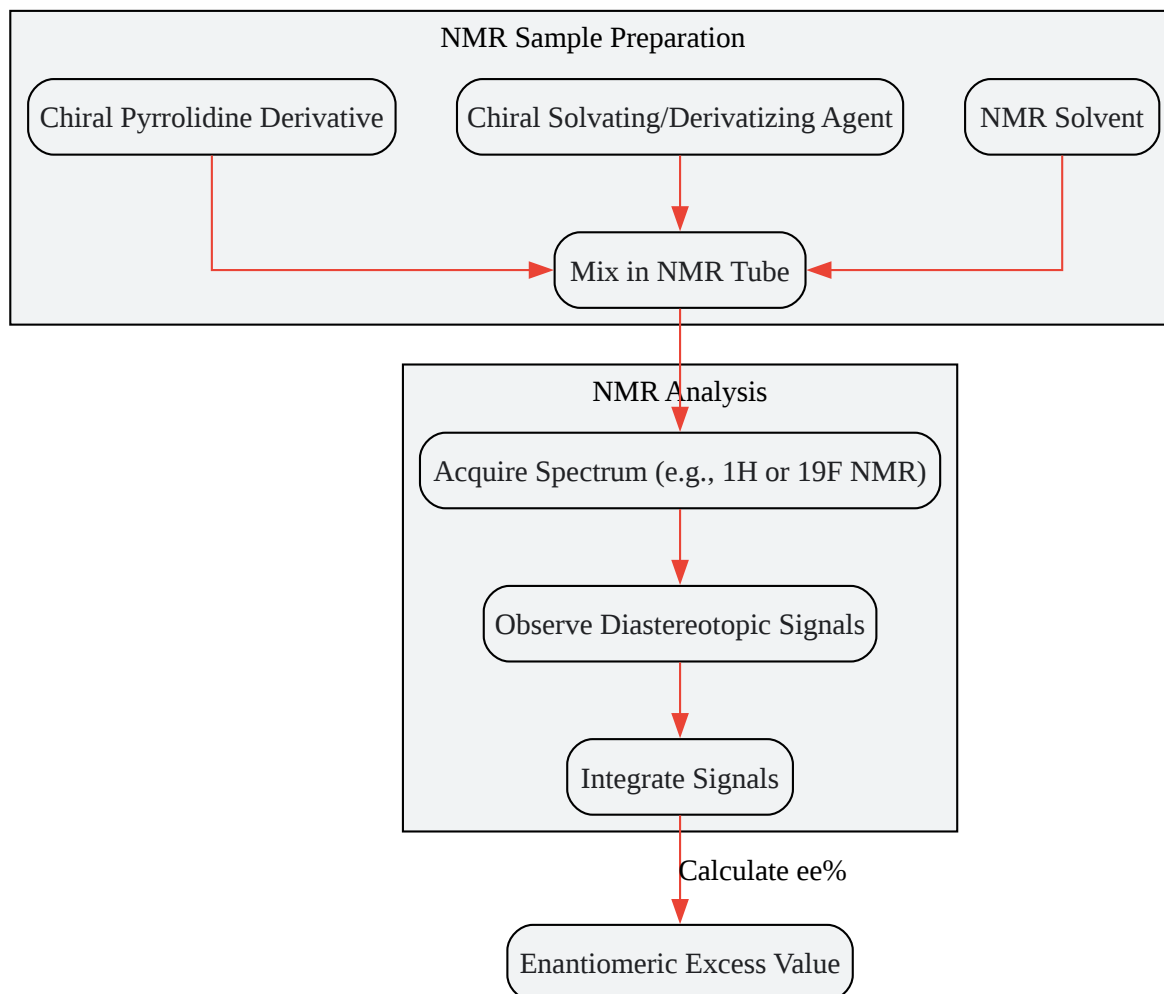 NMR Sample Preparation
Chiral Pyrrolidine Derivative
Chiral Solvating/Derivatizing Agent
NMR Solvent
Mix in NMR Tube
NMR Analysis
Acquire Spectrum (e.g., 1H or 19F NMR)
Observe Diastereotopic Signals
Integrate Signals
Calculate ee%
Enantiomeric Excess Value